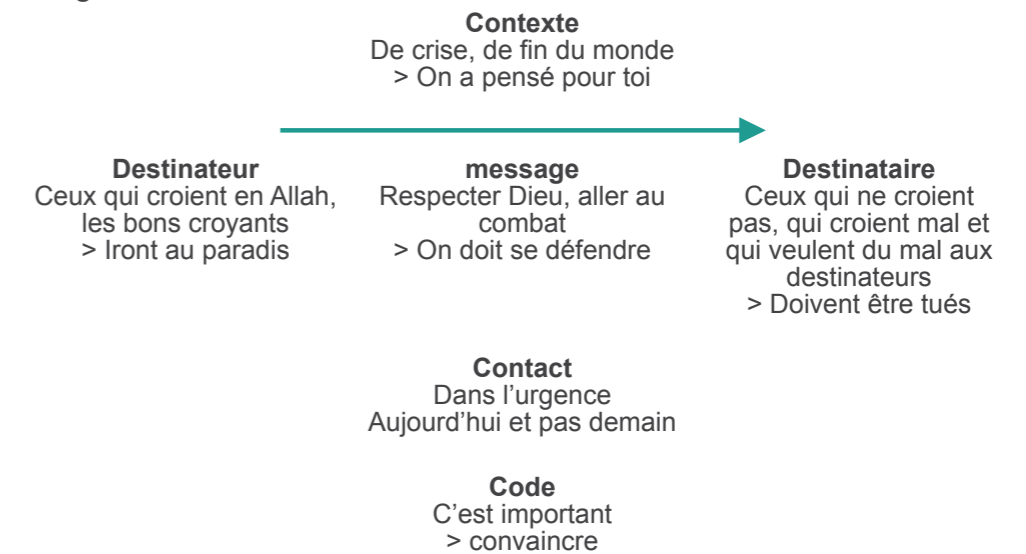 Contexte
De crise, de fin du monde
> On a pensé pour toi
Destinateur
Ceux qui croient en Allah,
les bons croyants
> Iront au paradis
message
Respecter Dieu, aller au
combat
> On doit se défendre
Destinataire
Ceux qui ne croient
pas, qui croient mal et
qui veulent du mal aux
destinateurs
> Doivent être tués
Contact
Dans l’urgence
Aujourd’hui et pas demain
Code
C’est important
> convaincre